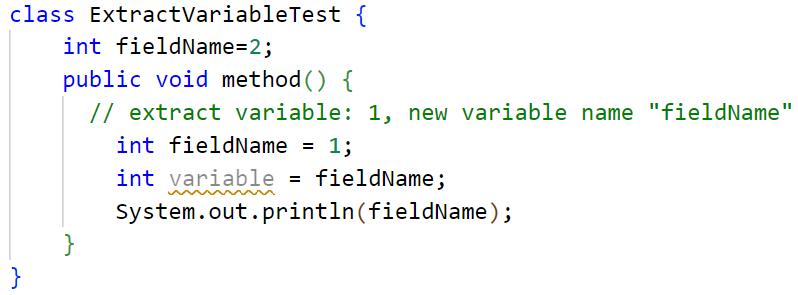 class ExtractVariableTest {
    int fieldName=2;
    public void method() {
      // extract variable: 1, new variable name "fieldName"
        int fieldName = 1;
        int variable = fieldName;
        System.out.println(fieldName);
    }
}